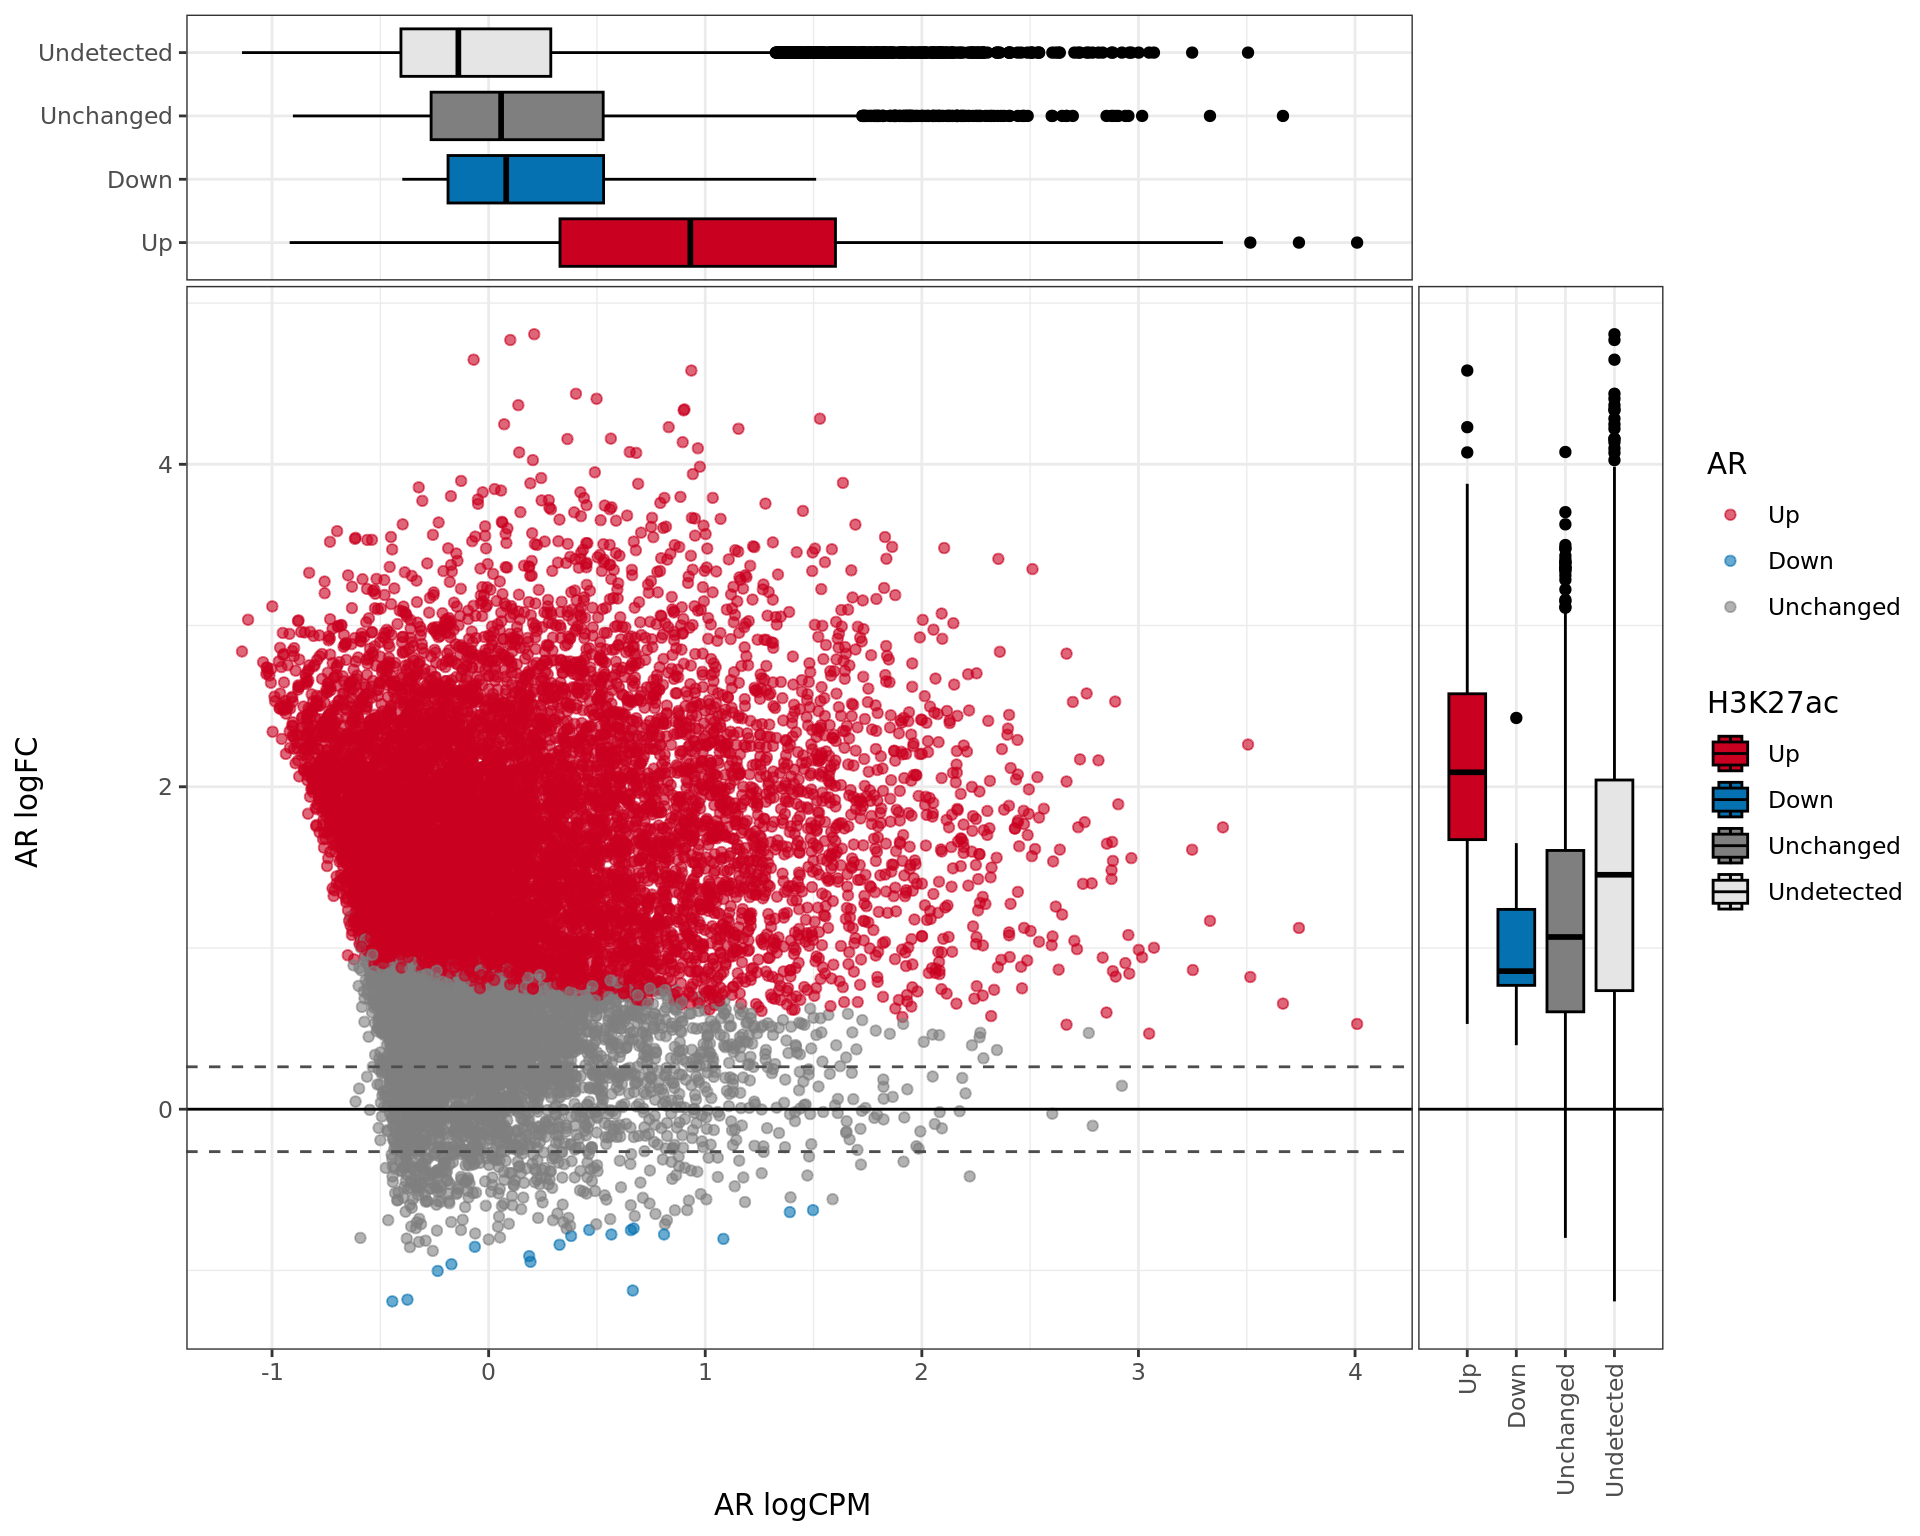 Undetected
Unchanged
Down
Up
4
2
0
AR logFC
-1
0
1
2
3
4
AR logCPM
Up
Down
Unchanged
Undetected
AR
Up
Down
Unchanged
H3K27ac
Up
Down
Unchanged
Undetected